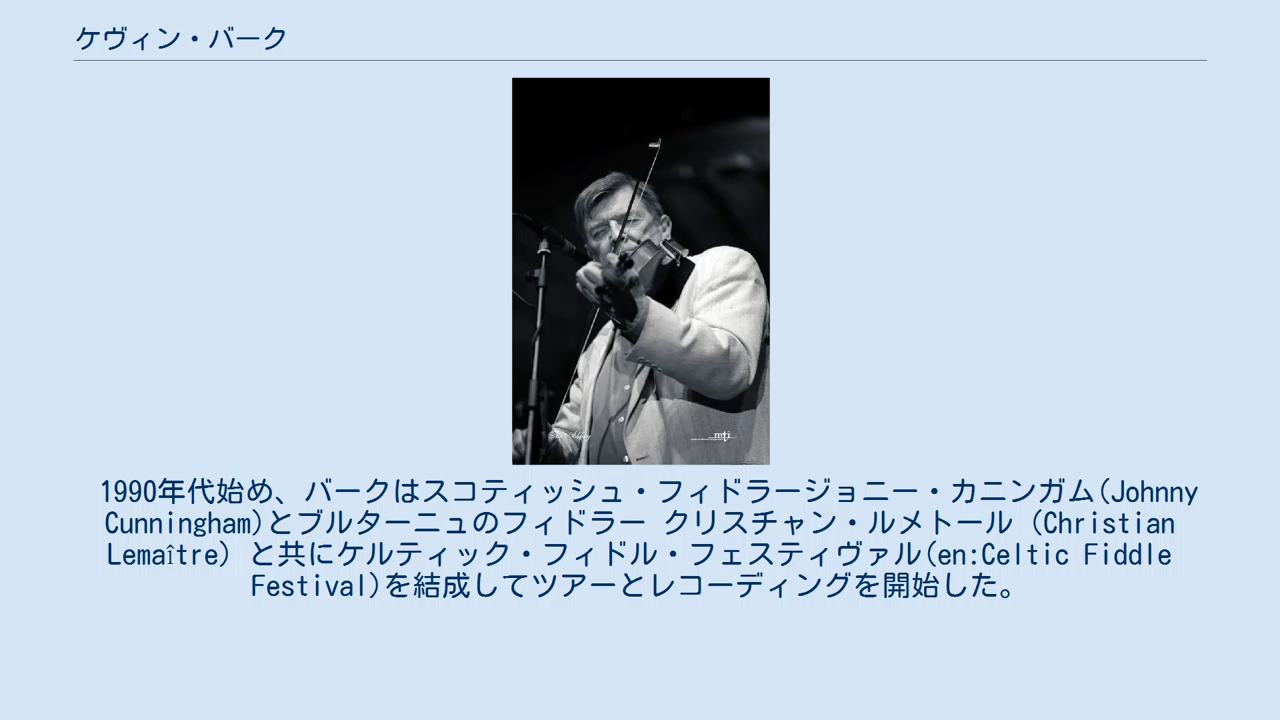 ケヴィン・バーク
mti
1990年代始め、バークはスコティッシュ・フィドラージョニー・カニンガム(Johnny
Cunningham)とブルターニュのフィドラー クリスチャン・ルメトール (Christian
Lemaître) と共にケルティック・フィドル・フェスティヴァル(en:Celtic Fiddle
Festival)を結成してツアーとレコーディングを開始した。